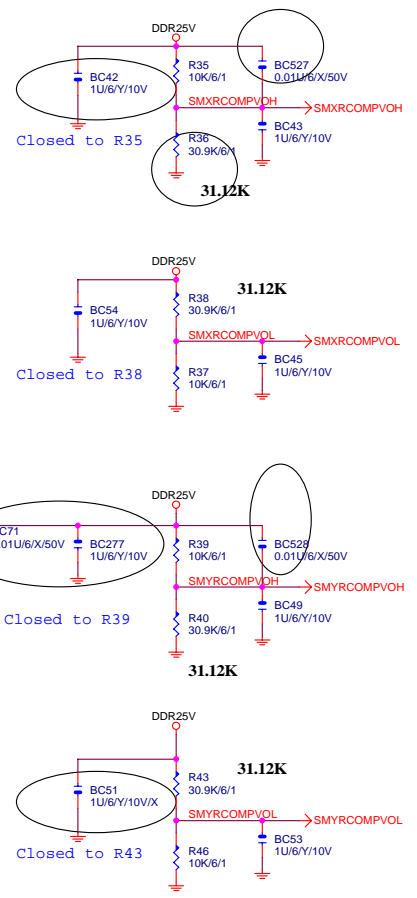 DDR25V
BC42
1U/6/Y/10V
R35
10K/6/1
BC527
0.01U/6/X/50V
SMXRCOMPVOH
SMXRCOMPVOH
Closed to R35
R36
30.9K/6/1
BC43
1U/6/Y/10V
31.12K
DDR25V
31.12K
BC54
1U/6/Y/10V
R38
30.9K/6/1
SMXRCOMPVOL
SMXRCOMPVOL
Closed to R38
R37
10K/6/1
BC45
1U/6/Y/10V
DDR25V
C71
01U/6/X/50V
BC277
1U/6/Y/10V
R39
10K/6/1
BC528
0.01U/6/X/50V
SMYRCOMPVOH
SMYRCOMPVOH
Closed to R39
R40
30.9K/6/1
BC49
1U/6/Y/10V
31.12K
DDR25V
31.12K
BC51
1U/6/Y/10V/X
R43
30.9K/6/1
SMYRCOMPVOL
SMYRCOMPVOL
Closed to R43
R46
10K/6/1
BC53
1U/6/Y/10V